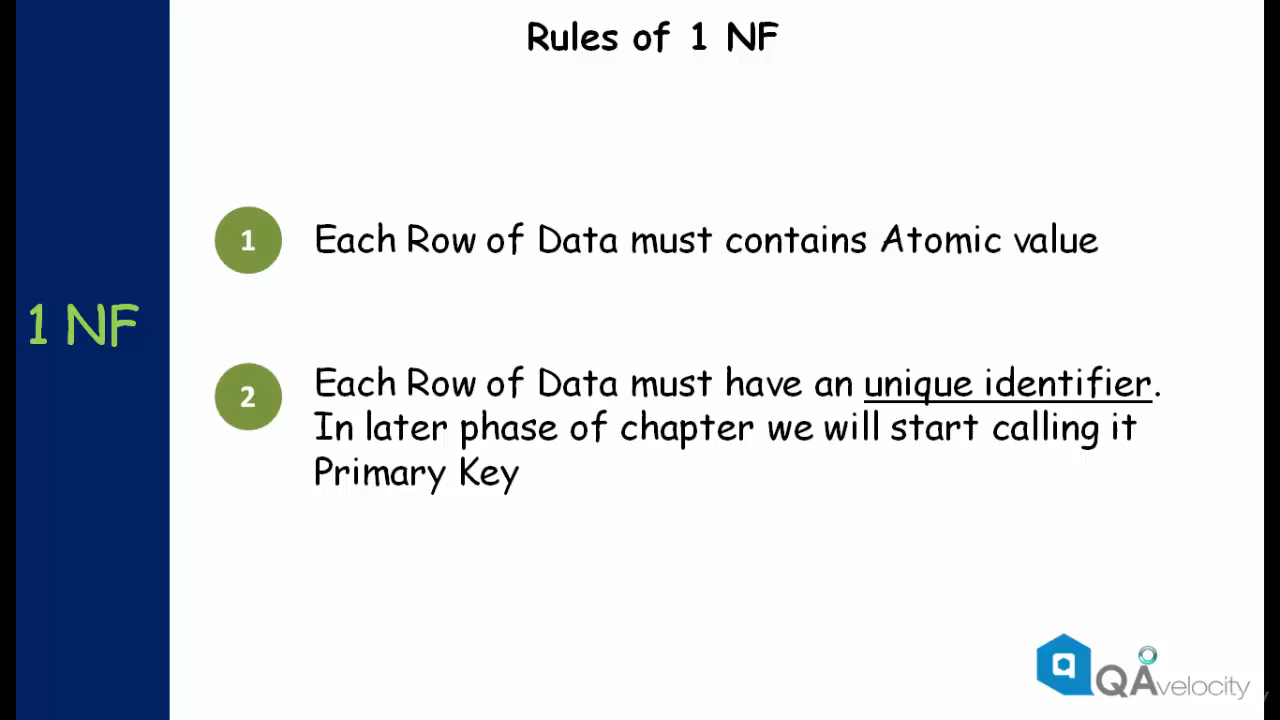 Rules of 1 NF
1
Each Row of Data must contains Atomic value
1 NF
2
Each Row of Data must have an unique identifier.
In later phase of chapter we will start calling it
Primary Key
q
QAvelocity